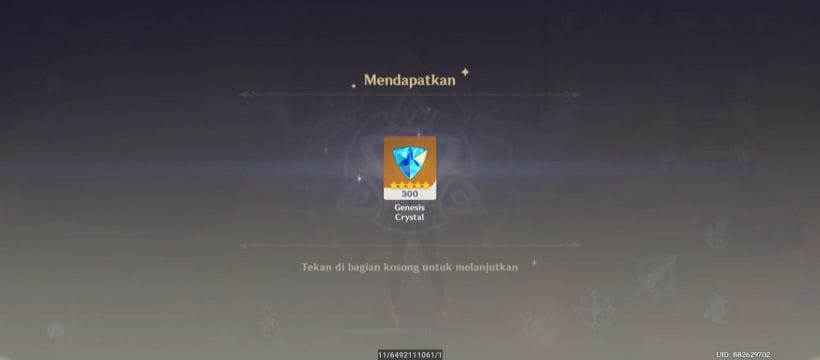 Mendapatkan
300
Genesis
Crystal
Tekan di bagian kosong untuk melanjutkan
11/6492111061/1
UID: 882629702